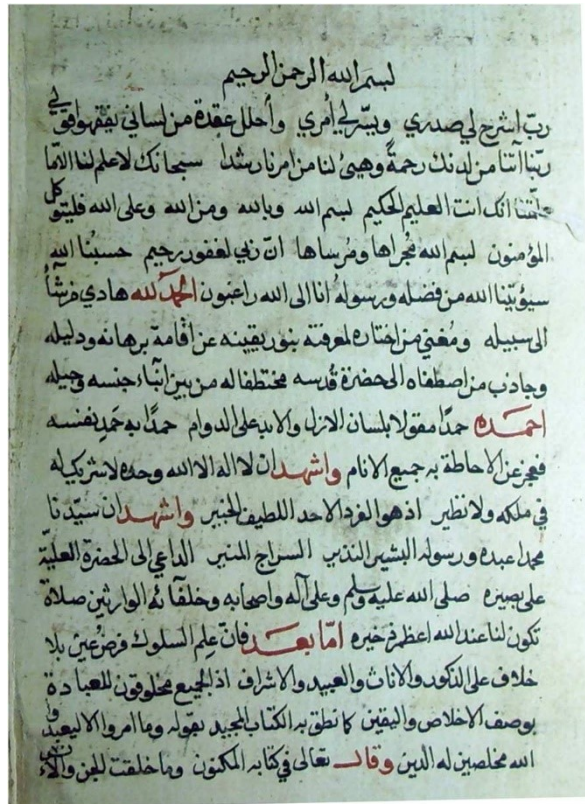 بسم الله الرحمن الرحيم
رب اشرح لي صدري ويسر لي أمري وأحلل عقدة من لساني يفقهوا قولي
ربنا آتنا من لدنك رحمة وهيئ لنا من امرنا رشدا سبحانك لا علم لنا الا ما
علمتنا انك انت العليم الحكيم بسم الله وبالله ومن الله وعلى الله فليتوكل
المؤمنون بسم الله مجراها ومرساها ان ربي لغفور رحيم حسبنا الله
سيؤتينا الله من فضله ورسوله انا الى الله راغبون الحمد لله هادي من شآء
الى سبيله ومغني من اختاره لمعرفته بنور يقينه عن اقامة برهانه ودليله
وجاذب من اصطفاه الى حضرة قدسه مختطفا له من بين ابناء جنسه وجيله
احمده حمدا مقولا بلسان الازل والابد على الدوام حمدا به حمد نفسه
فعجز عن الاحاطة به جميع الانام واشهد ان لا اله الا الله وحده لا شريك له
في ملكه ولا نظير اذ هو الفرد الاحد اللطيف الخبير واشهد ان سيدنا
محمدا عبده ورسوله البشير النذير السراج المنير الداعي الى الحضرة العلية
على بصيره صلى الله عليه وسلم وعلى آله واصحابه وخلفآئه الوارثين صلاة
تكون لنا عند الله اعظم ذخيره اما بعد فان علم السلوك فرض عين بلا
خلاف على الذكور والاناث والعبيد والاشراف اذ الجميع مخلوقون للعبادة
بوصف الاخلاص واليقين كما نطق به الكتاب المجيد بقوله وما امروا الا ليعبدوا
الله مخلصين له الدين وقال تعالى في كتابه المكنون وما خلقت الجن والانس